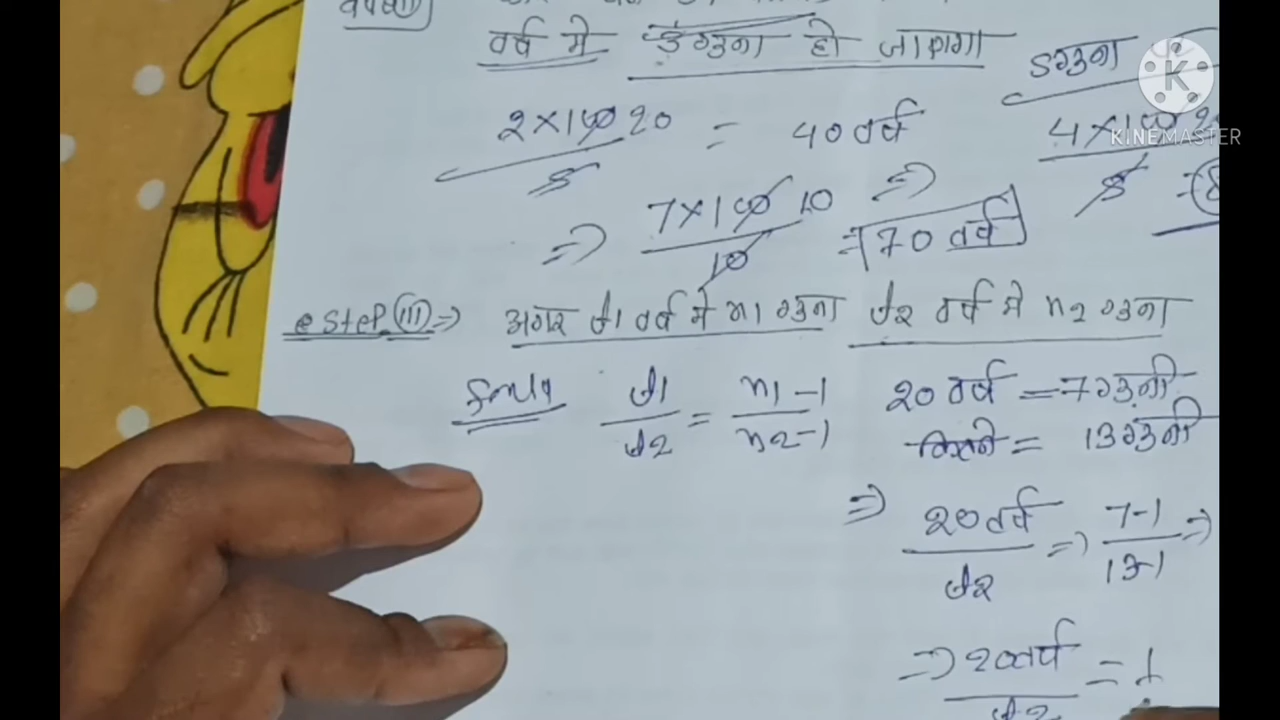 वर्ष में 3 गुना हो जाएगा
5 गुना
2×100 20 = 40 वर्ष
5
4×100
5
⇒ 7×100 10 ⇒
10 = 70 वर्ष
Step (III) ⇒ अगर t1 वर्ष में n1 गुना t2 वर्ष में n2 गुना
t1/t2 = n1-1/n2-1
20 वर्ष = 7 गुनी
कितने = 13 गुनी
⇒ 20 वर्ष/t2 ⇒ 7-1/13-1 ⇒
⇒ 20 वर्ष/t2 = 1
KINEMASTER